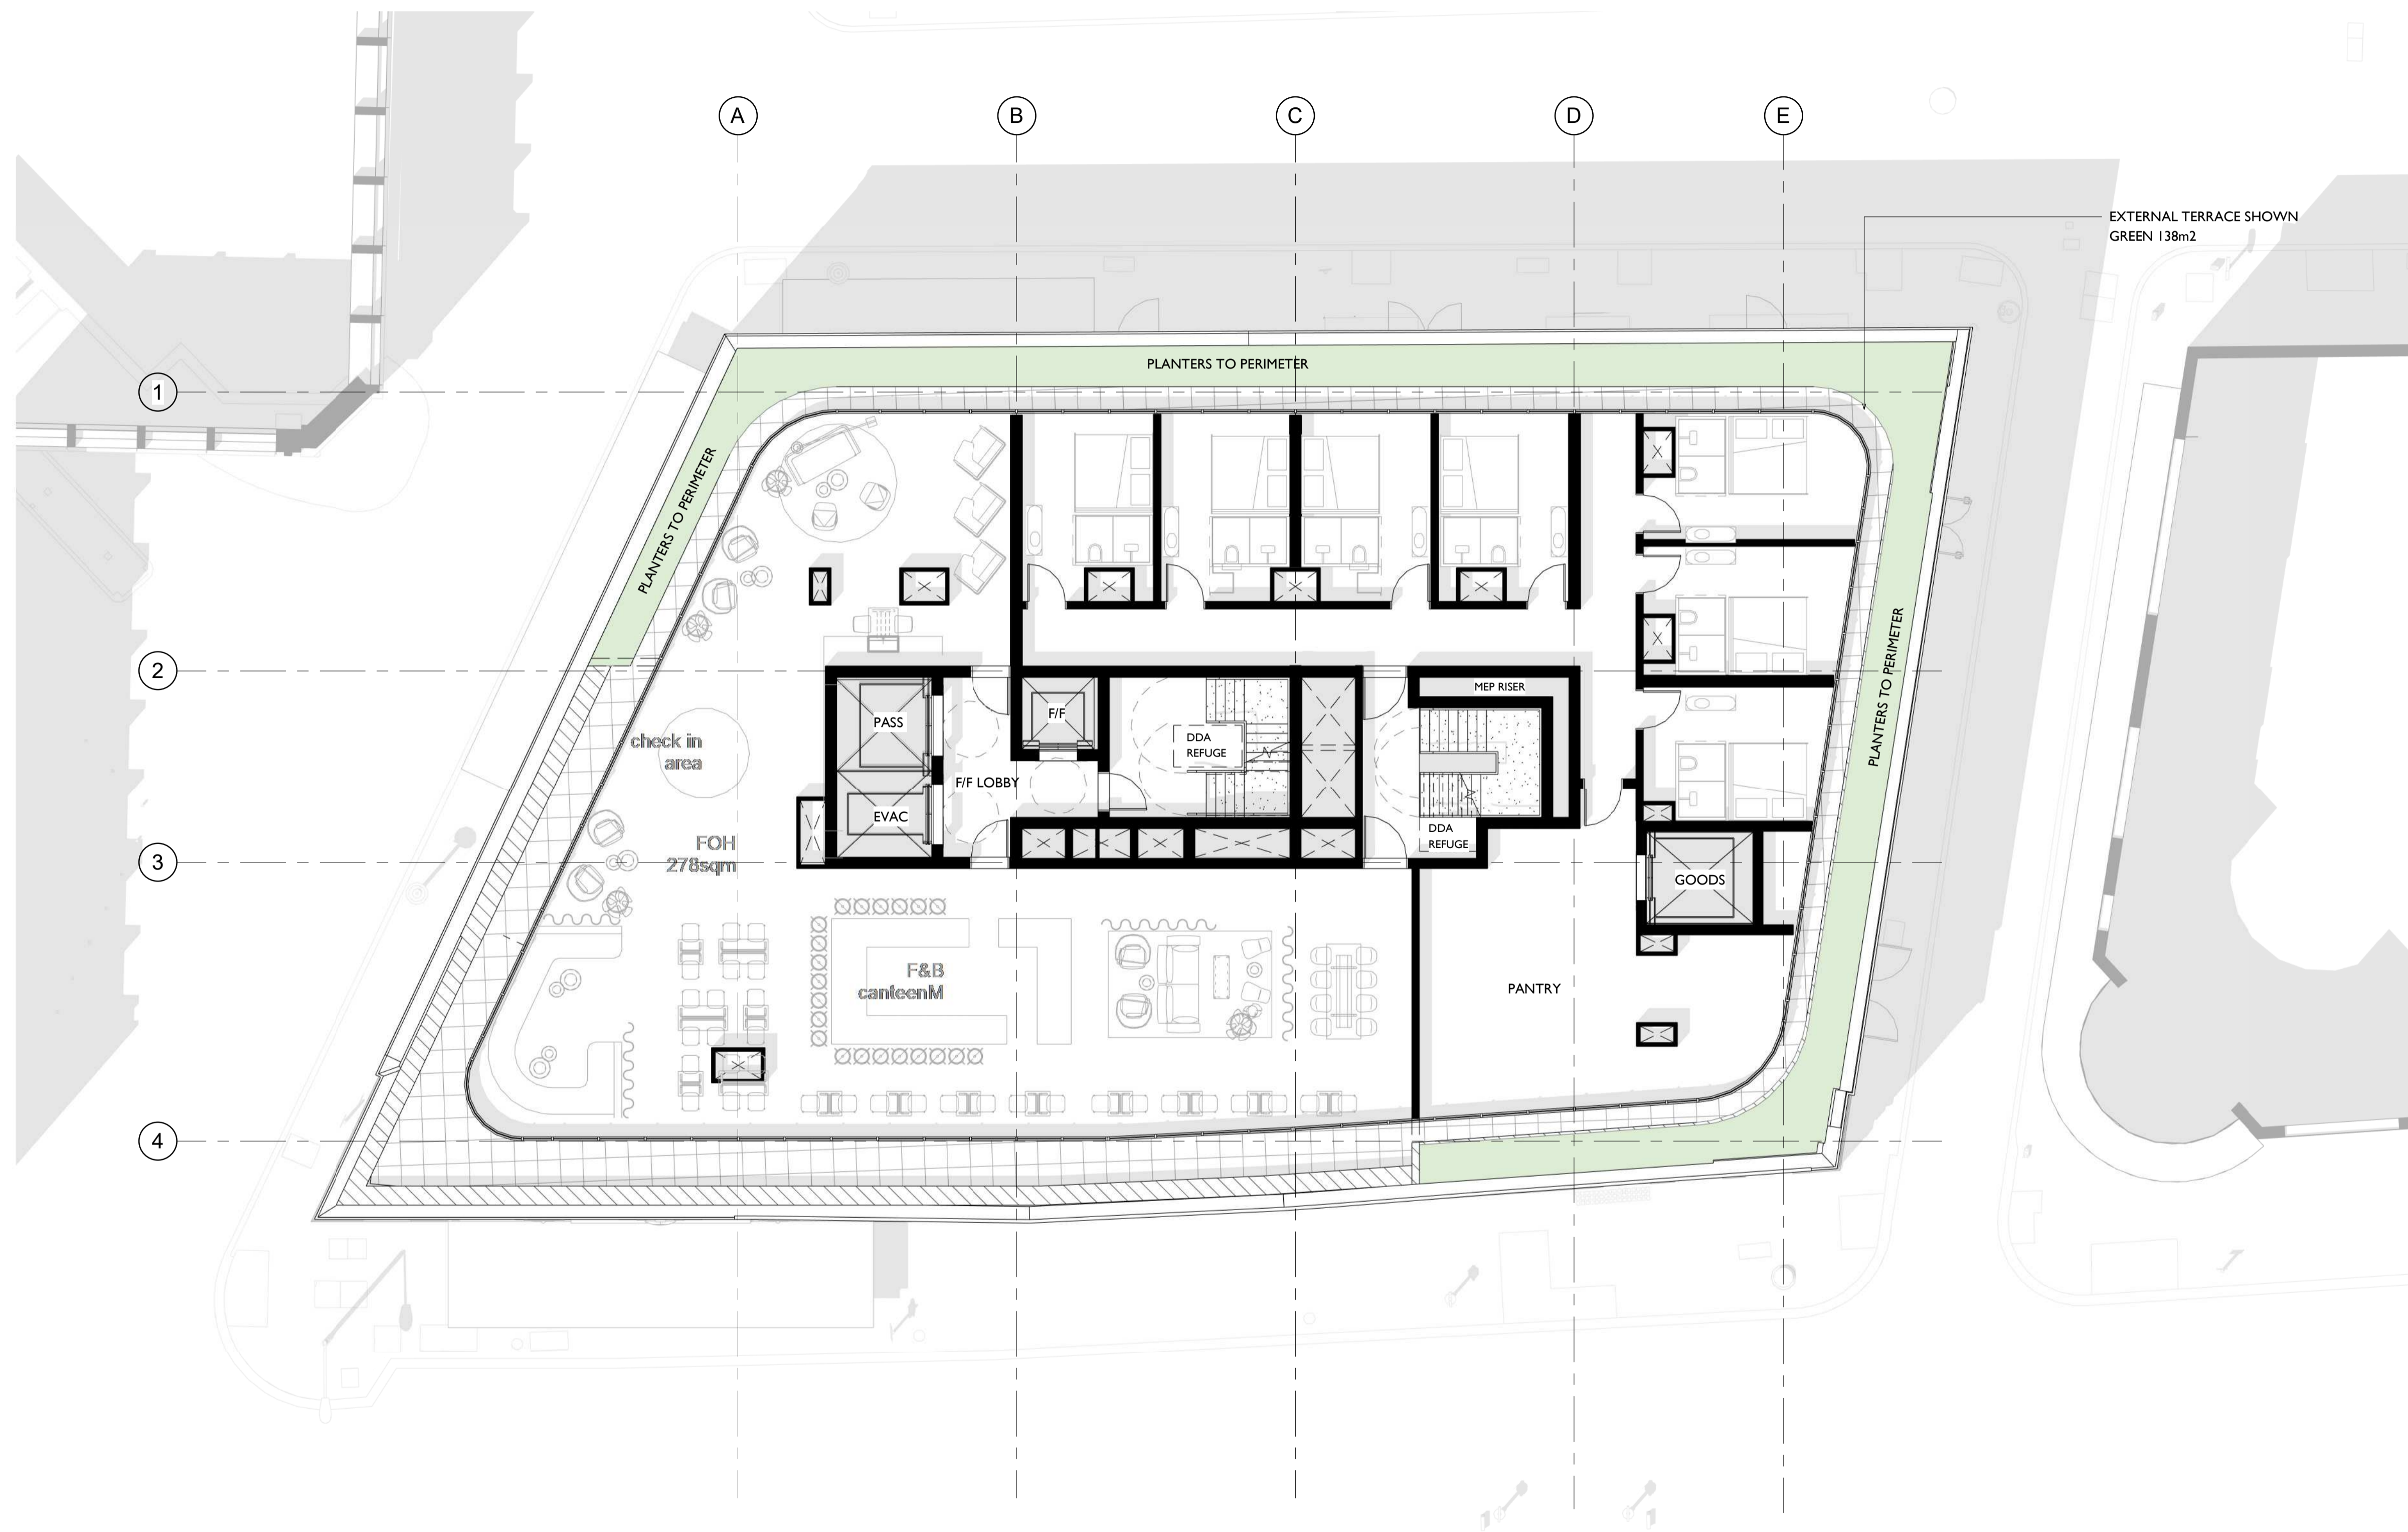 A
B
C
D
E
EXTERNAL TERRACE SHOWN
GREEN 138m2
PLANTERS TO PERIMETER
1
PLANTERS TO PERIMETER
PLANTERS TO PERIMETER
2
MEP RISER
PASS
F/F
DDA
REFUGE
check in
area
F/F LOBBY
EVAC
DDA
REFUGE
FOH
278sqm
3
GOODS
F&B
canteenM
PANTRY
4